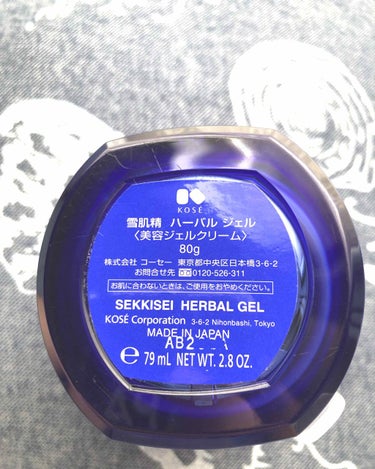 KOSÉ
雪肌精 ハーバル ジェル
〈美容ジェルクリーム〉
80g
株式会社 コーセー 東京都中央区日本橋3-6-2
お問合せ先 0120-526-311
お肌に合わないときは、ご使用をおやめください。
SEKKISEI HERBAL GEL
KOSÉ Corporation 3-6-2 Nihonbashi, Tokyo
MADE IN JAPAN
AB2
℮ 79 mL NET WT. 2.8 OZ.